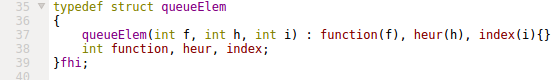 35 typedef struct queueElem
36 {
37 queueElem(int f, int h, int i) : function(f), heur(h), index(i){}
38 int function, heur, index;
39 }fhi;
40